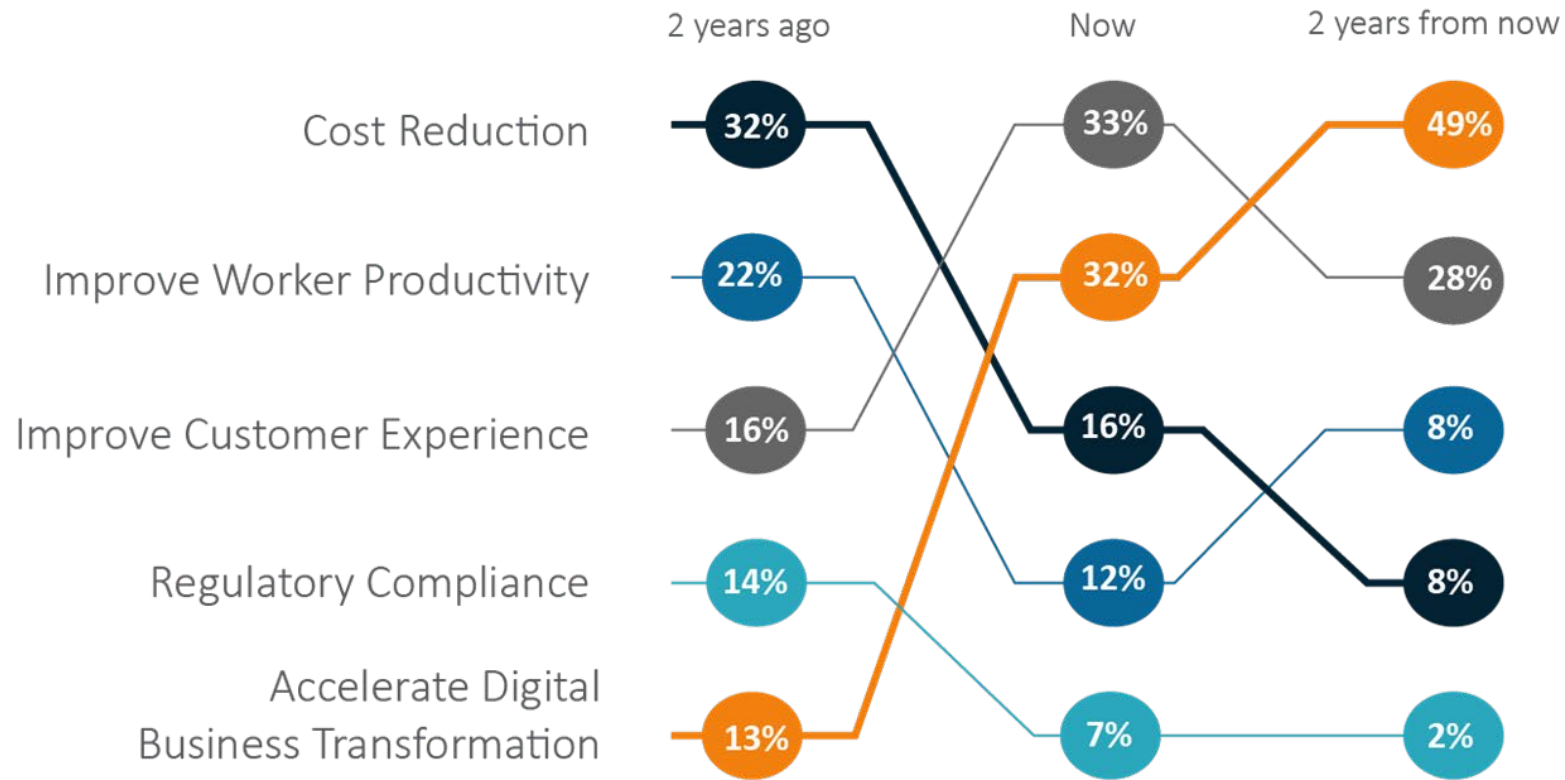 2 years ago Now 2 years from now
Cost Reduction 32% 33% 49%
Improve Worker Productivity 22% 32% 28%
Improve Customer Experience 16% 16% 8%
Regulatory Compliance 14% 12% 8%
Accelerate Digital
Business Transformation 13% 7% 2%